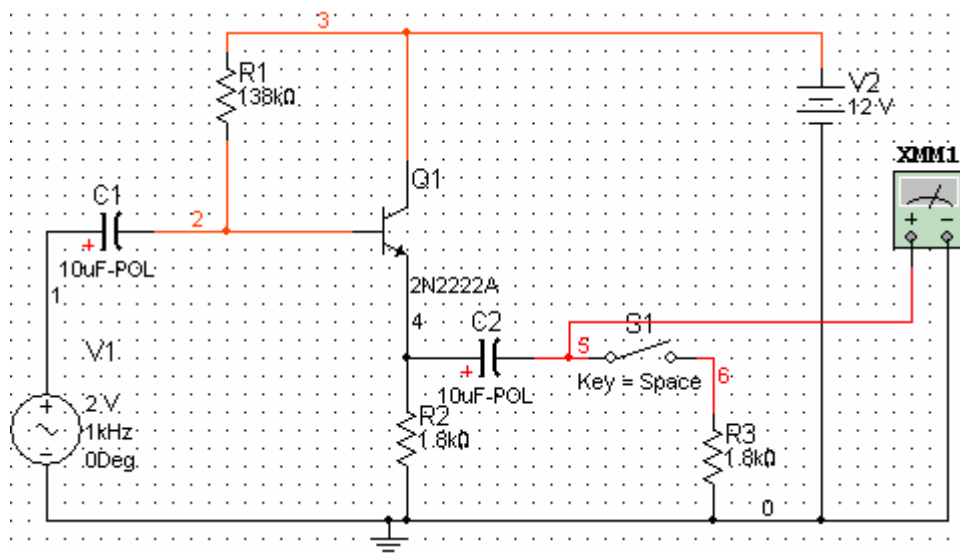 3
R1
138kΩ
V2
12 V
XMM1
Q1
C1
2
10uF-POL
2N2222A
1
4
C2
5
S1
Key = Space
6
V1
10uF-POL
2 V
1kHz
0Deg
R2
1.8kΩ
R3
1.8kΩ
0